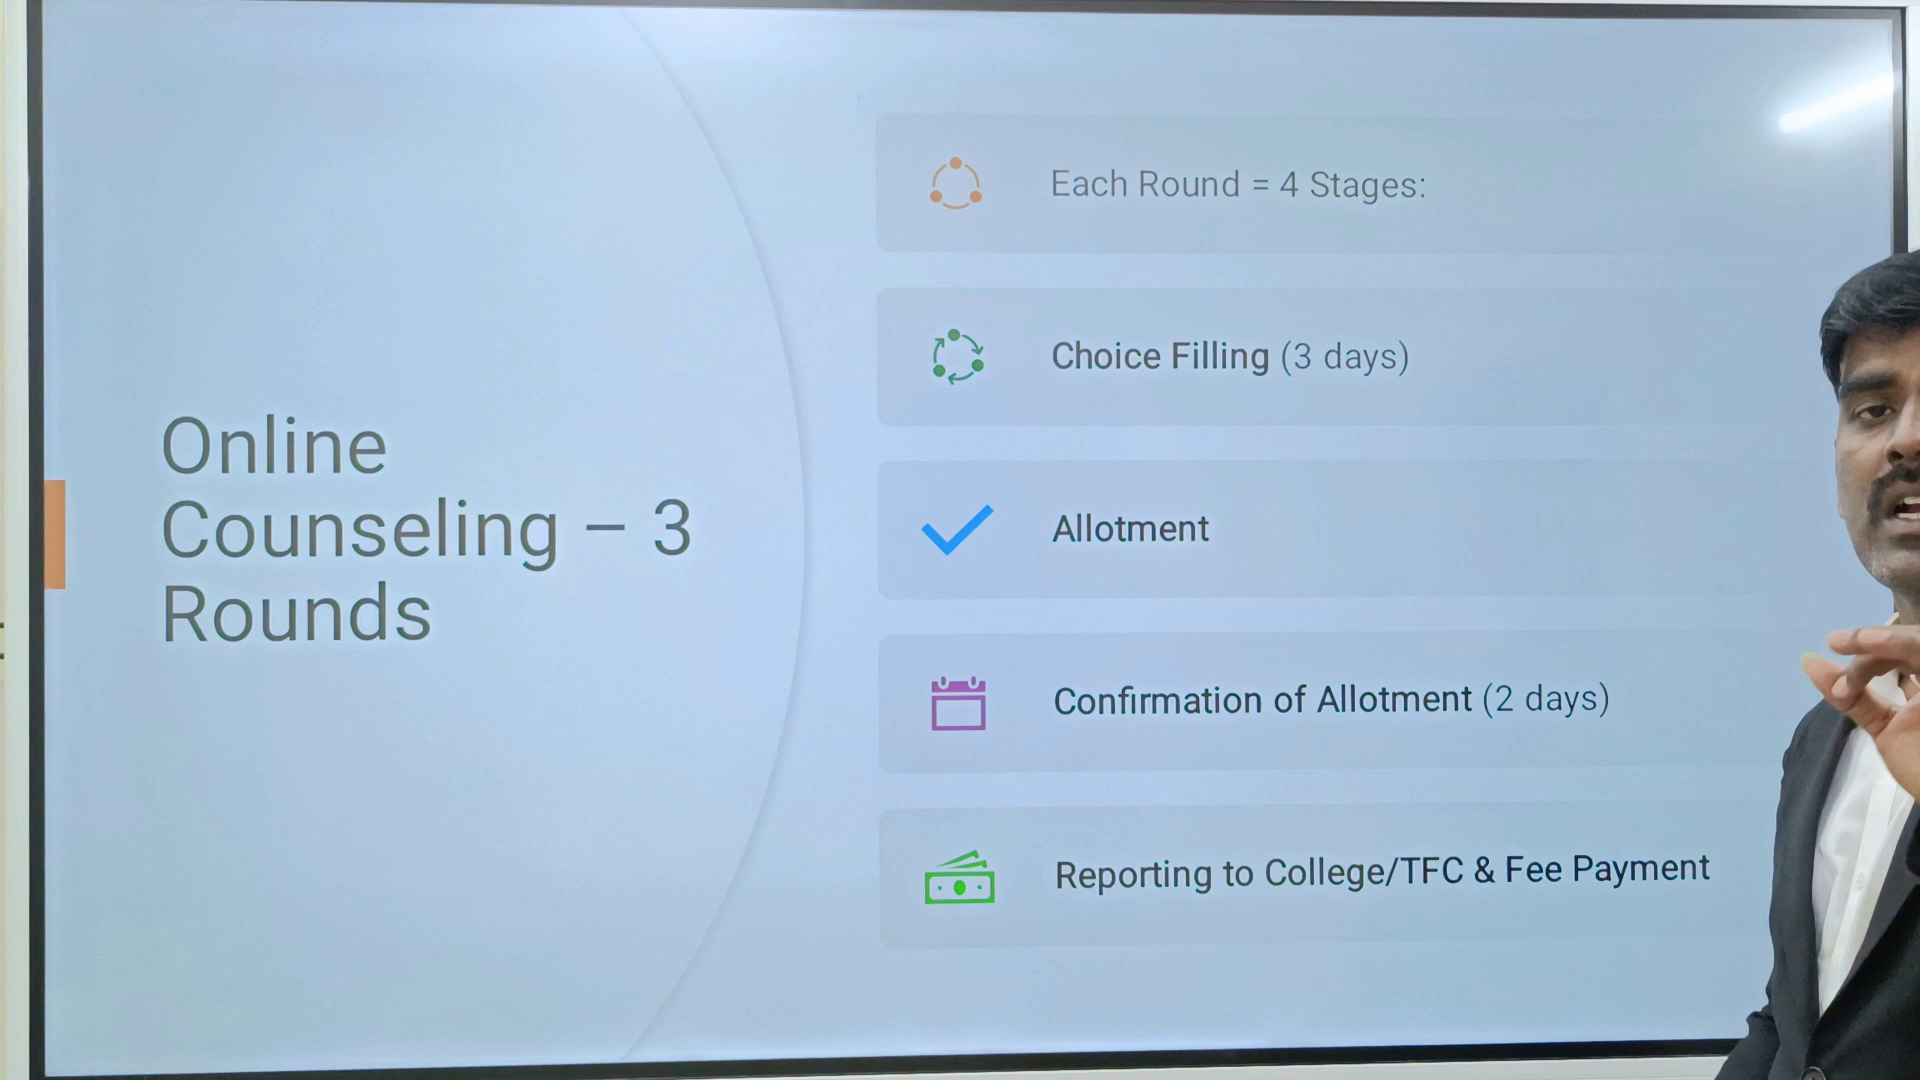 Online
Counseling – 3
Rounds
Each Round = 4 Stages:
Choice Filling (3 days)
Allotment
Confirmation of Allotment (2 days)
Reporting to College/TFC & Fee Payment